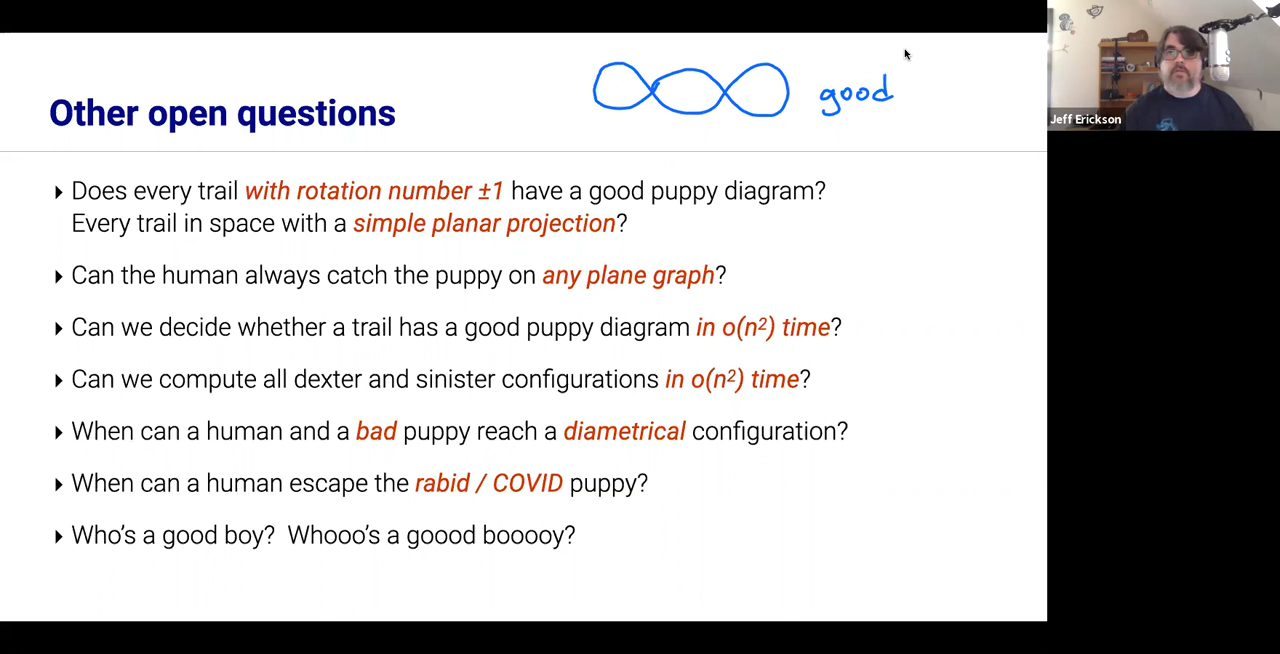 good
Other open questions
Jeff Erickson
‣ Does every trail with rotation number ±1 have a good puppy diagram?
Every trail in space with a simple planar projection?
‣ Can the human always catch the puppy on any plane graph?
‣ Can we decide whether a trail has a good puppy diagram in o(n²) time?
‣ Can we compute all dexter and sinister configurations in o(n²) time?
‣ When can a human and a bad puppy reach a diametrical configuration?
‣ When can a human escape the rabid / COVID puppy?
‣ Who’s a good boy?  Whooo’s a goood booooy?